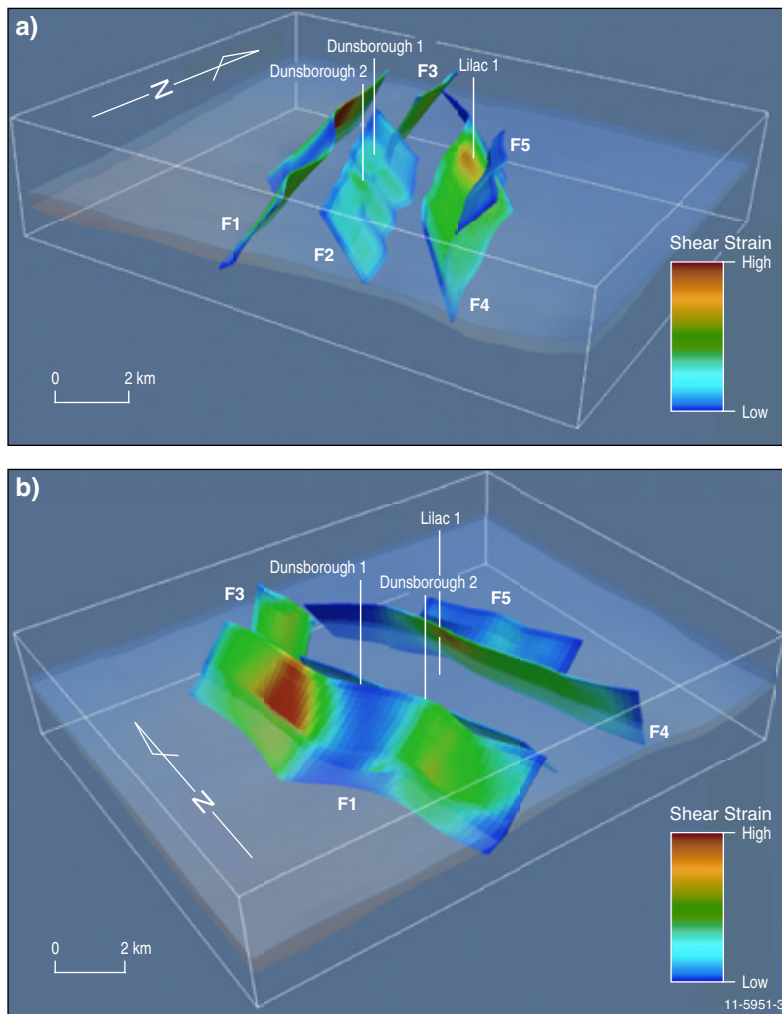 a)
Dunsborough 1
Dunsborough 2
F3
Lilac 1
N
F5
F1
F2
F4
Shear Strain
High
Low
0 2 km
b)
Lilac 1
Dunsborough 1
Dunsborough 2
F3
F5
F4
N
F1
Shear Strain
High
Low
0 2 km
11-5951-3